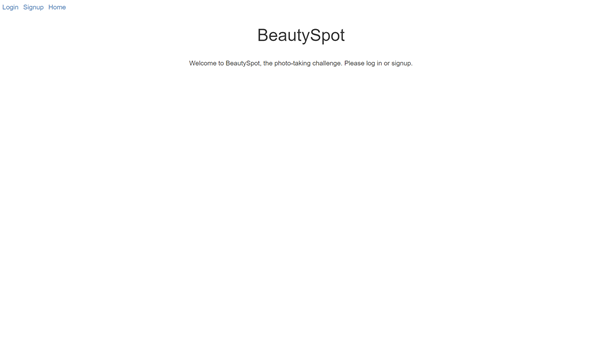 Login Signup Home
BeautySpot
Welcome to BeautySpot, the photo-taking challenge. Please log in or signup.